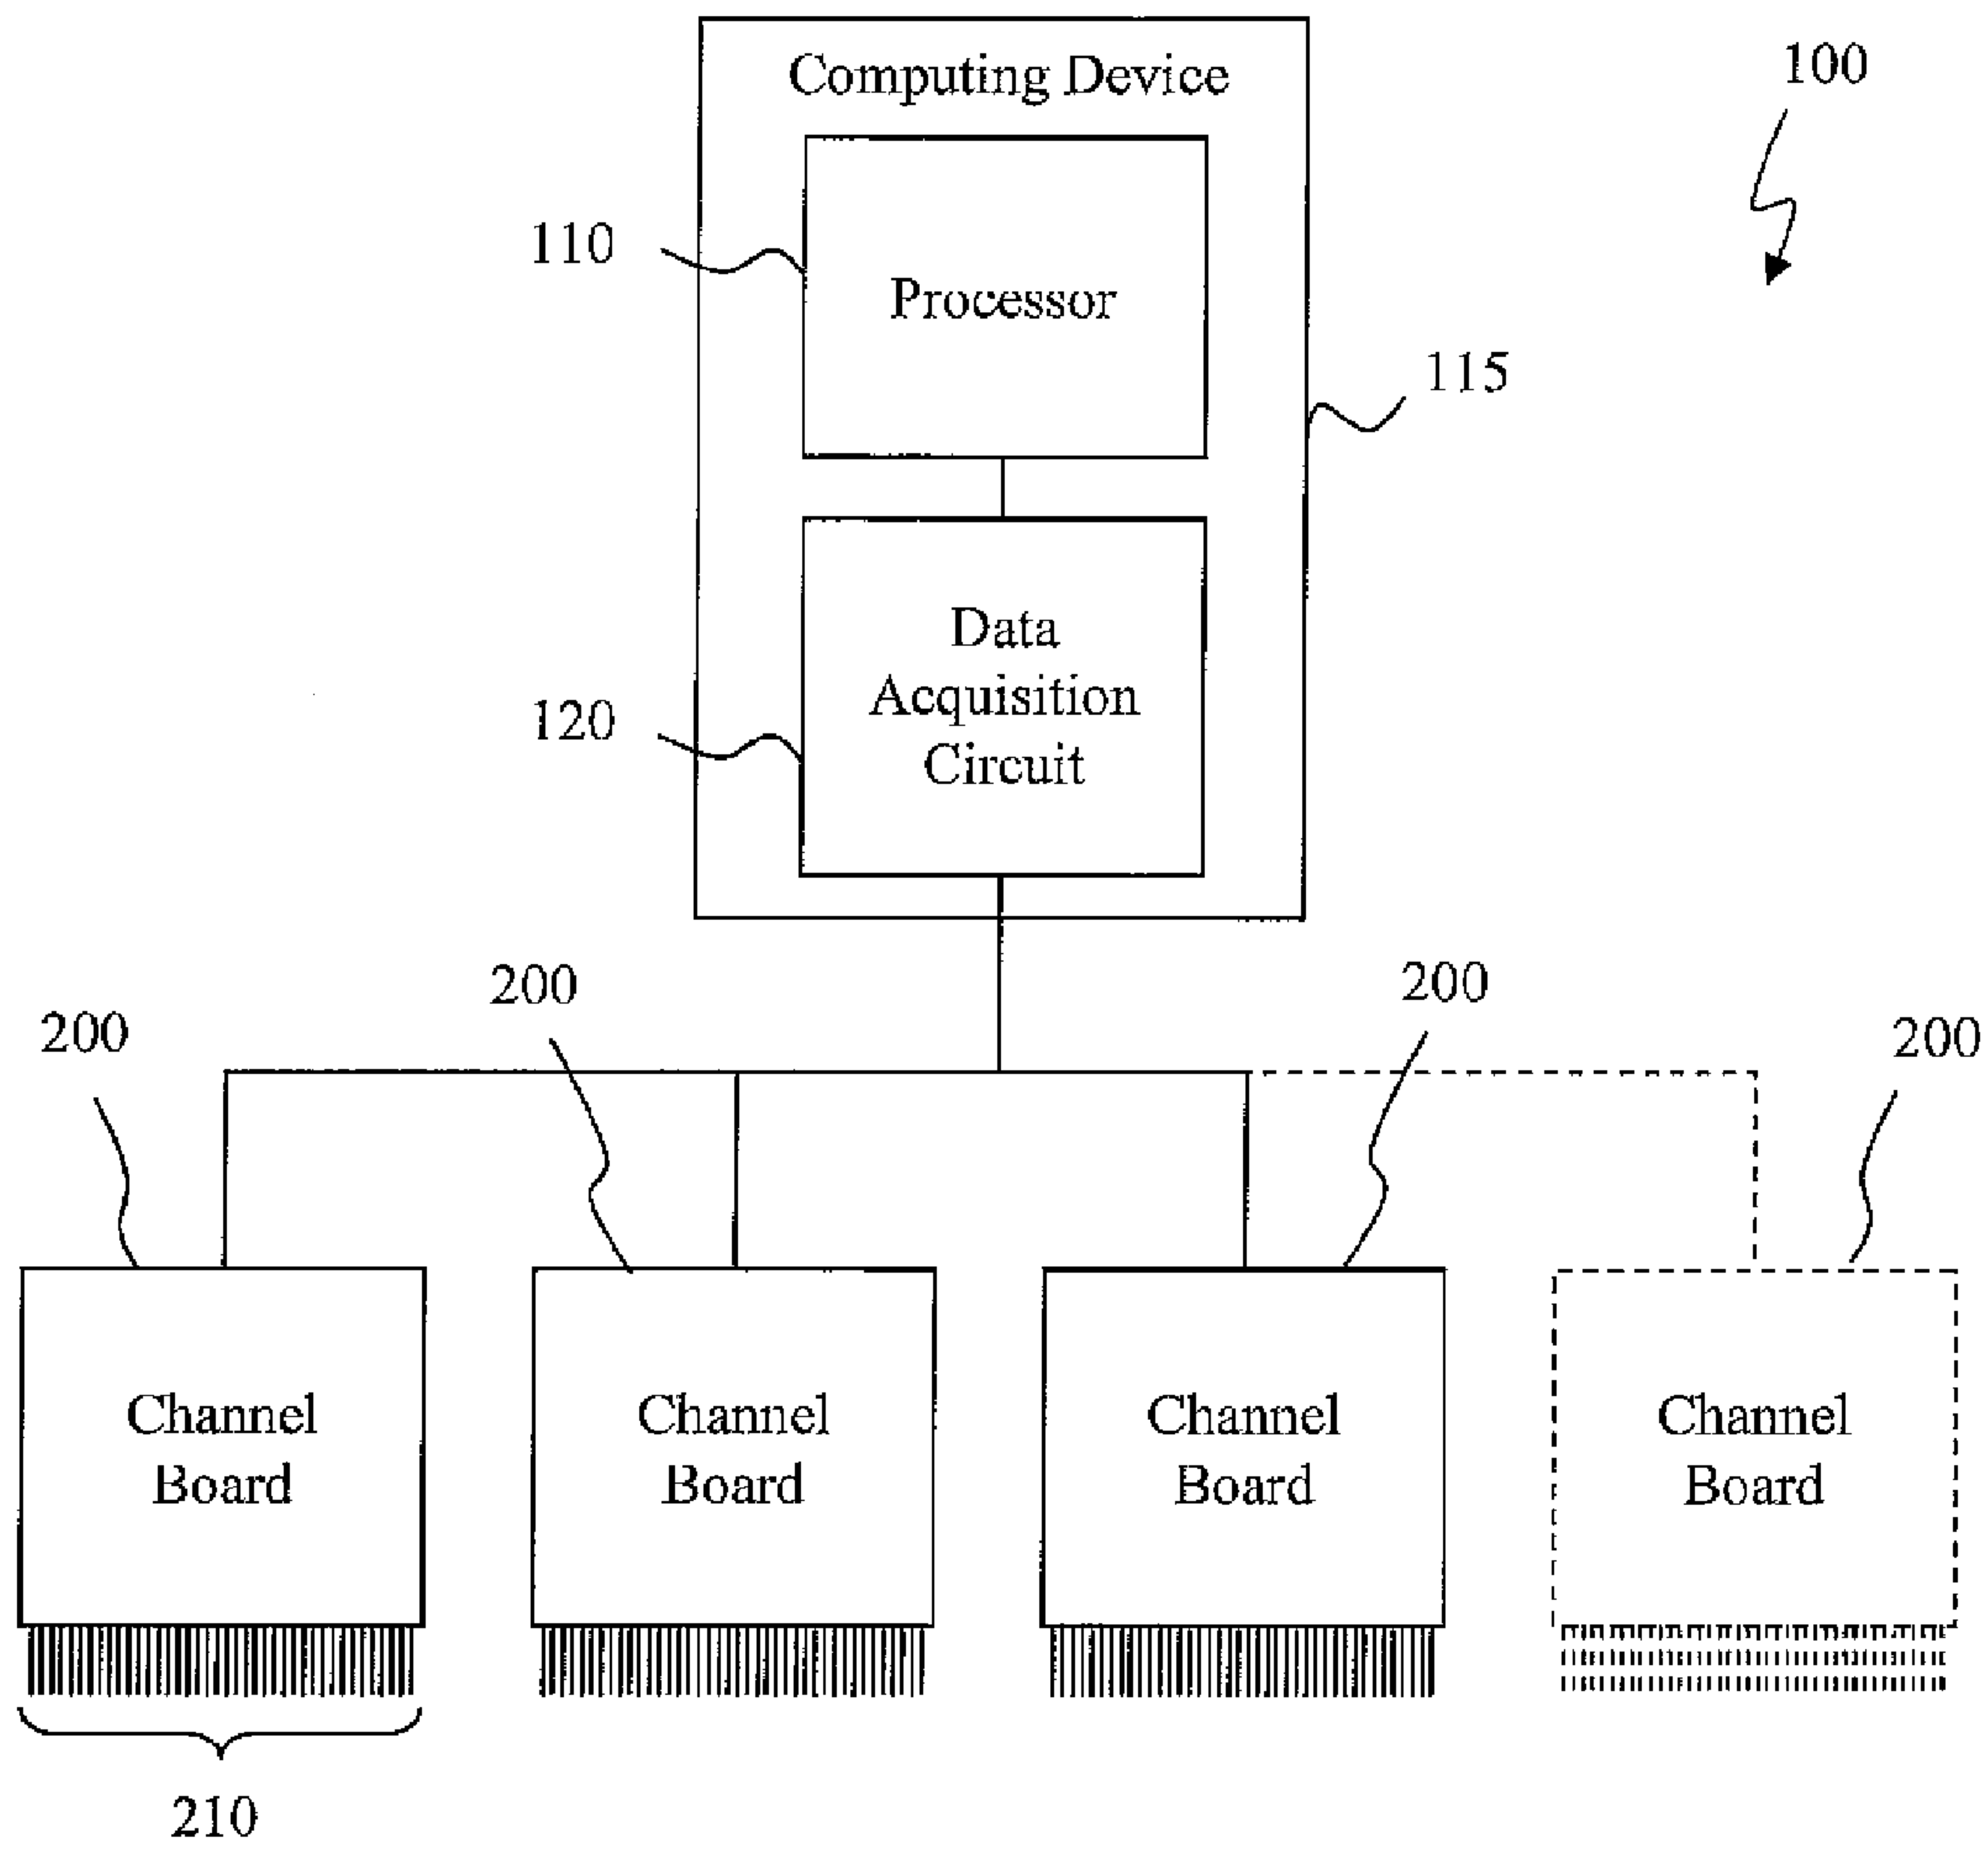 Computing Device
100
110
Processor
115
Data
Acquisition
Circuit
120
200
200
200
200
Channel
Board
Channel
Board
Channel
Board
Channel
Board
210